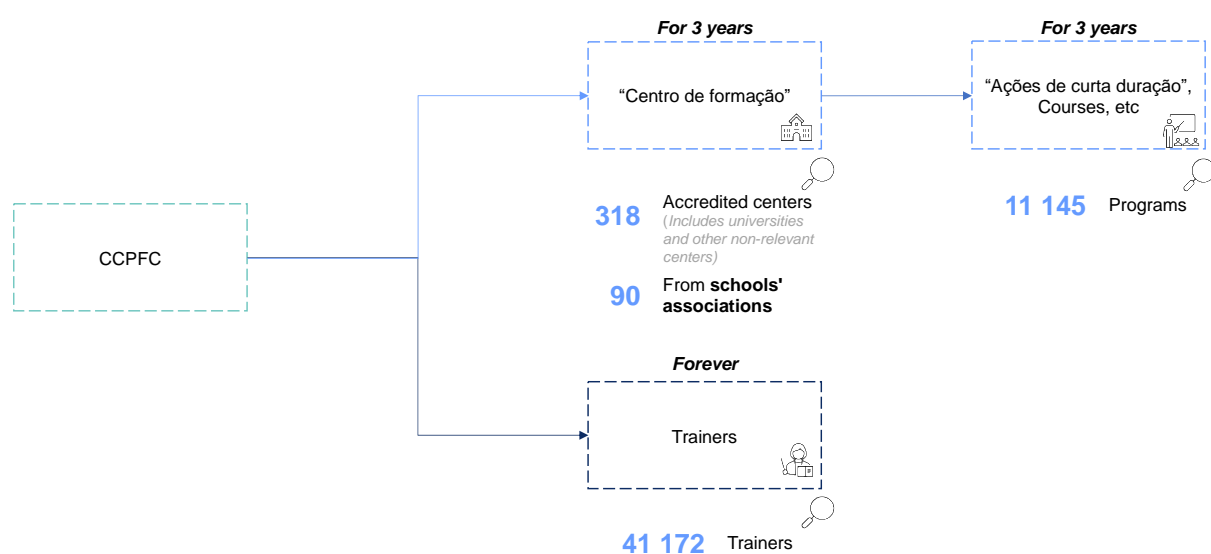 For 3 years
For 3 years
“Centro de formação”
“Ações de curta duração”,
Courses, etc
318
Accredited centers
(Includes universities
and other non-relevant
centers)
11 145
Programs
CCPFC
90
From schools'
associations
Forever
Trainers
41 172
Trainers